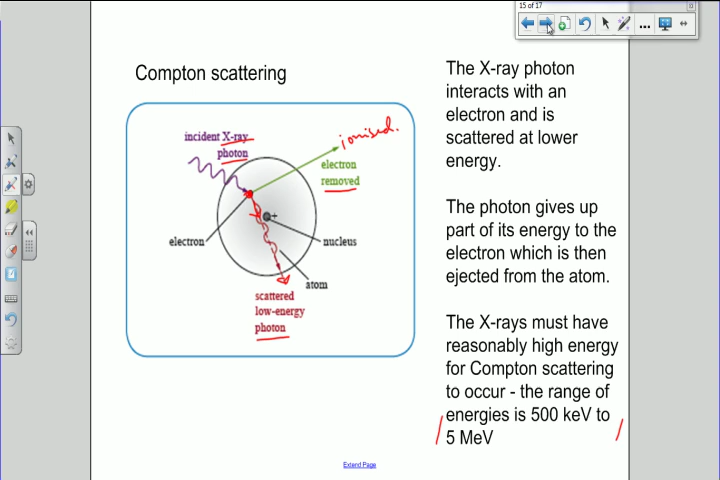 15 of 17
Compton scattering
incident X-ray
photon
ionised.
electron
removed
electron
nucleus
atom
scattered
low-energy
photon
The X-ray photon
interacts with an
electron and is
scattered at lower
energy.
The photon gives up
part of its energy to the
electron which is then
ejected from the atom.
The X-rays must have
reasonably high energy
for Compton scattering
to occur - the range of
energies is 500 keV to
5 MeV
Extend Page